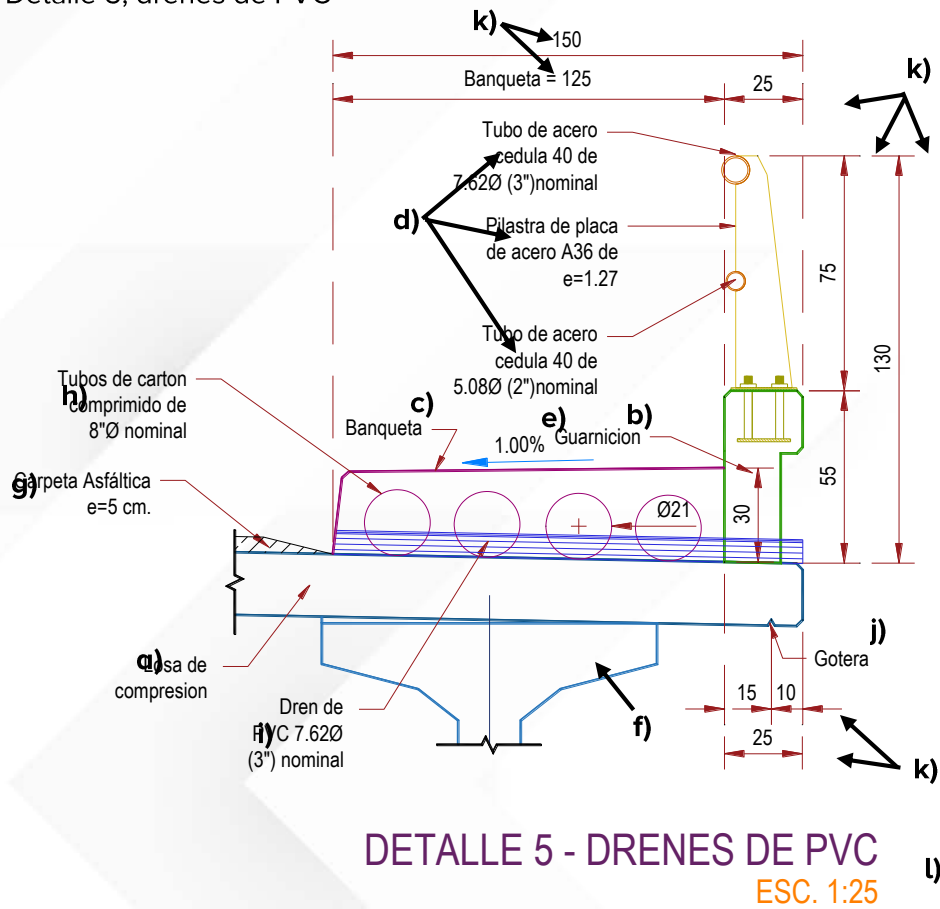 Detalle 5, drenes de PVC
k)
150
Banqueta = 125
25
k)
Tubo de acero
cedula 40 de
7.62Ø (3")nominal
d)
Pilastra de placa
de acero A36 de
e=1.27
75
130
Tubo de acero
cedula 40 de
5.08Ø (2")nominal
Tubos de carton
h)
comprimido de
8"Ø nominal
c)
Banqueta
e)
1.00%
b)
Guarnicion
55
g)
Carpeta Asfáltica
e=5 cm.
Ø21
30
j)
Gotera
a)
Losa de
compresion
15
10
Dren de
i)
PVC 7.62Ø
(3") nominal
f)
25
k)
DETALLE 5 - DRENES DE PVC
l)
ESC. 1:25